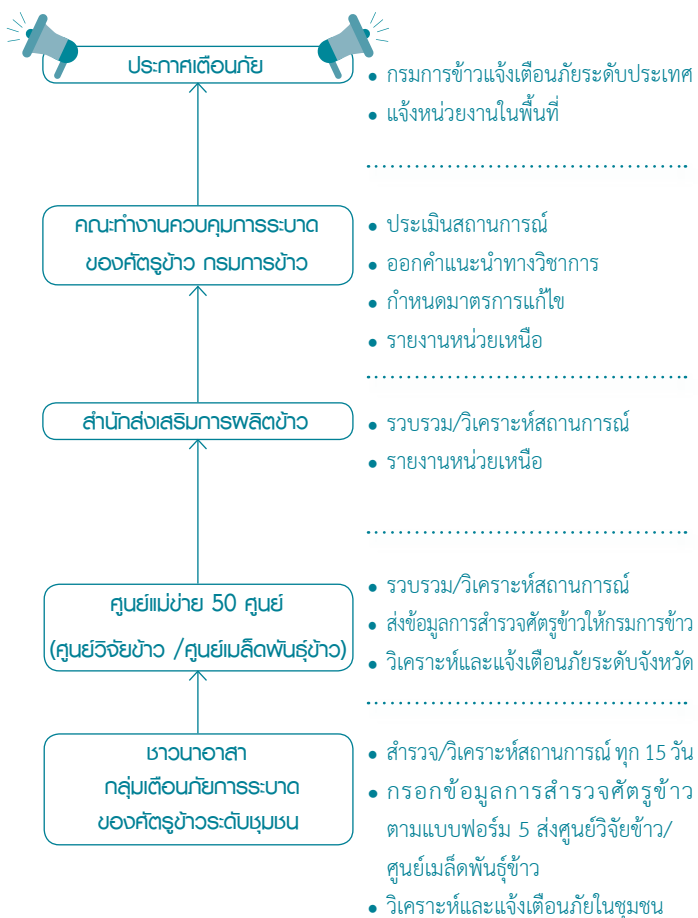 ประกาศเตือนภัย
• กรมการข้าวแจ้งเตือนภัยระดับประเทศ
• แจ้งหน่วยงานในพื้นที่
คณะทำงานควบคุมการระบาด
ของศัตรูข้าว กรมการข้าว
• ประเมินสถานการณ์
• ออกคำแนะนำทางวิชาการ
• กำหนดมาตรการแก้ไข
• รายงานหน่วยเหนือ
สำนักส่งเสริมการผลิตข้าว
• รวบรวม/วิเคราะห์สถานการณ์
• รายงานหน่วยเหนือ
ศูนย์แม่ข่าย 50 ศูนย์
(ศูนย์วิจัยข้าว /ศูนย์เมล็ดพันธุ์ข้าว)
• รวบรวม/วิเคราะห์สถานการณ์
• ส่งข้อมูลการสำรวจศัตรูข้าวให้กรมการข้าว
• วิเคราะห์และแจ้งเตือนภัยระดับจังหวัด
ชาวนาอาสา
กลุ่มเตือนภัยการระบาด
ของศัตรูข้าวระดับชุมชน
• สำรวจ/วิเคราะห์สถานการณ์ ทุก 15 วัน
• กรอกข้อมูลการสำรวจศัตรูข้าว
ตามแบบฟอร์ม 5 ส่งศูนย์วิจัยข้าว/
ศูนย์เมล็ดพันธุ์ข้าว
• วิเคราะห์และแจ้งเตือนภัยในชุมชน